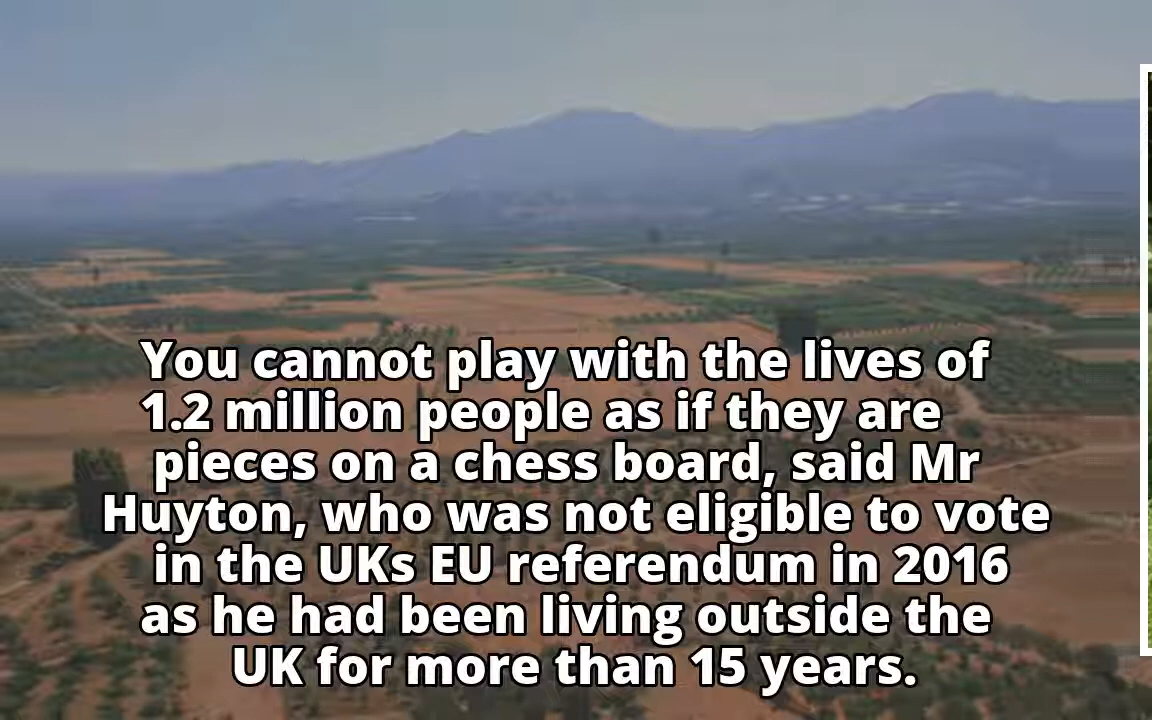 You cannot play with the lives of
1.2 million people as if they are
pieces on a chess board, said Mr
Huyton, who was not eligible to vote
in the UKs EU referendum in 2016
as he had been living outside the
UK for more than 15 years.